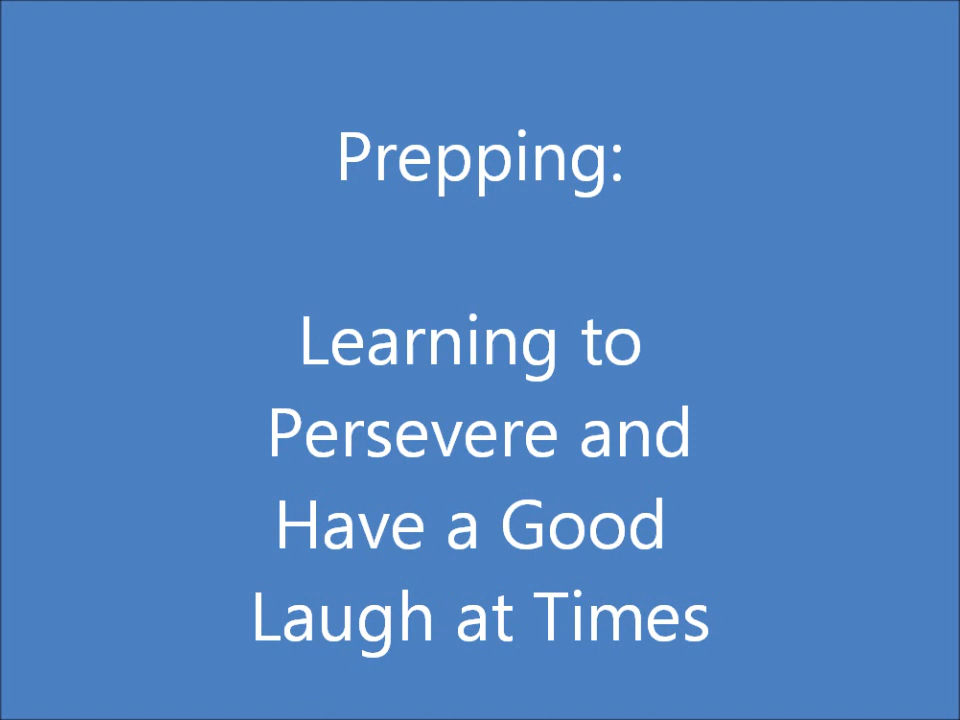 Prepping:
Learning to
Persevere and
Have a Good
Laugh at Times